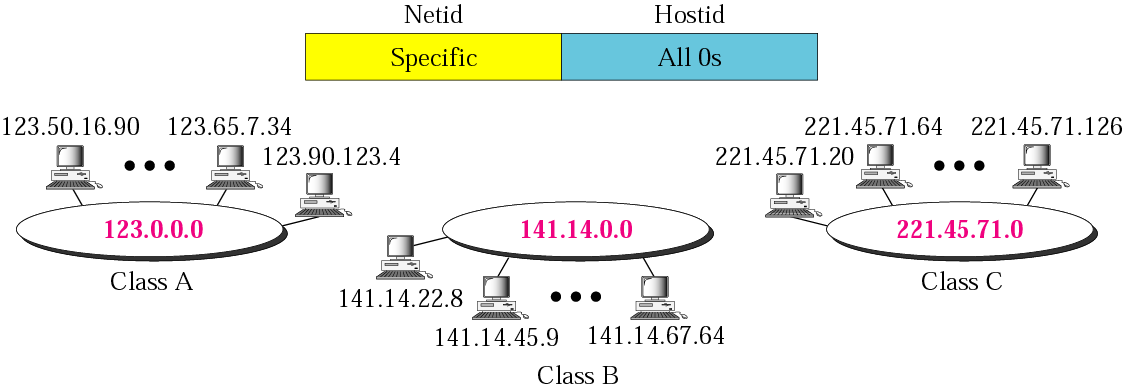 Netid Hostid
Specific All 0s
123.50.16.90 123.65.7.34
123.90.123.4
123.0.0.0
Class A
141.14.0.0
141.14.22.8
141.14.45.9 141.14.67.64
Class B
221.45.71.64 221.45.71.126
221.45.71.20
221.45.71.0
Class C